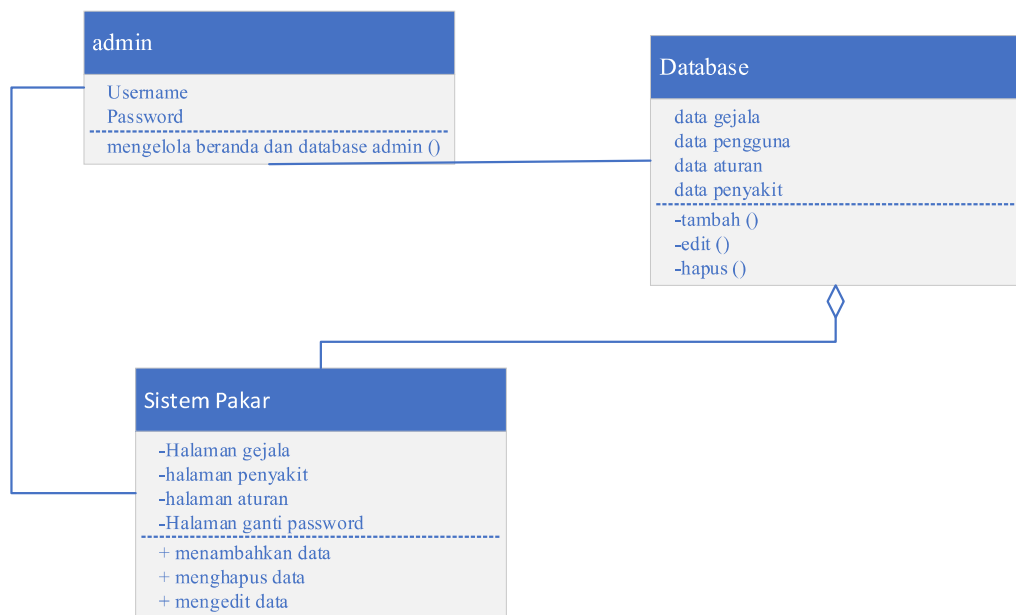 admin
Username
Password
mengelola beranda dan database admin ()
Database
data gejala
data pengguna
data aturan
data penyakit
-tambah ()
-edit ()
-hapus ()
Sistem Pakar
-Halaman gejala
-halaman penyakit
-halaman aturan
-Halaman ganti password
+ menambahkan data
+ menghapus data
+ mengedit data